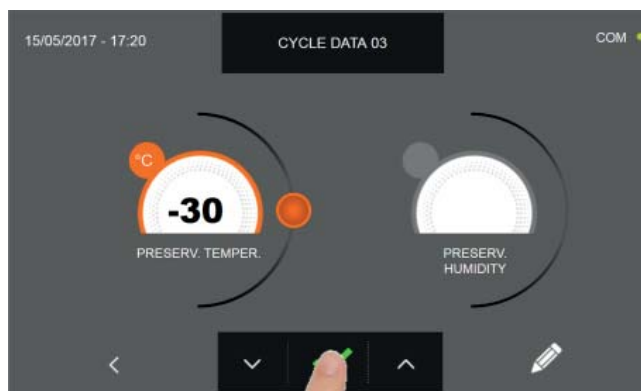 15/05/2017 - 17:20
CYCLE DATA 03
COM
°C
-30
PRESERV. TEMPER.
PRESERV.
HUMIDITY